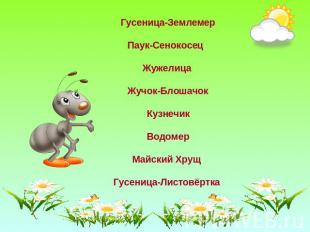 Гусеница-Землемер
Паук-Сенокосец
Жужелица
Жучок-Блошачок
Кузнечик
Водомер
Майский Хрущ
Гусеница-Листовёртка